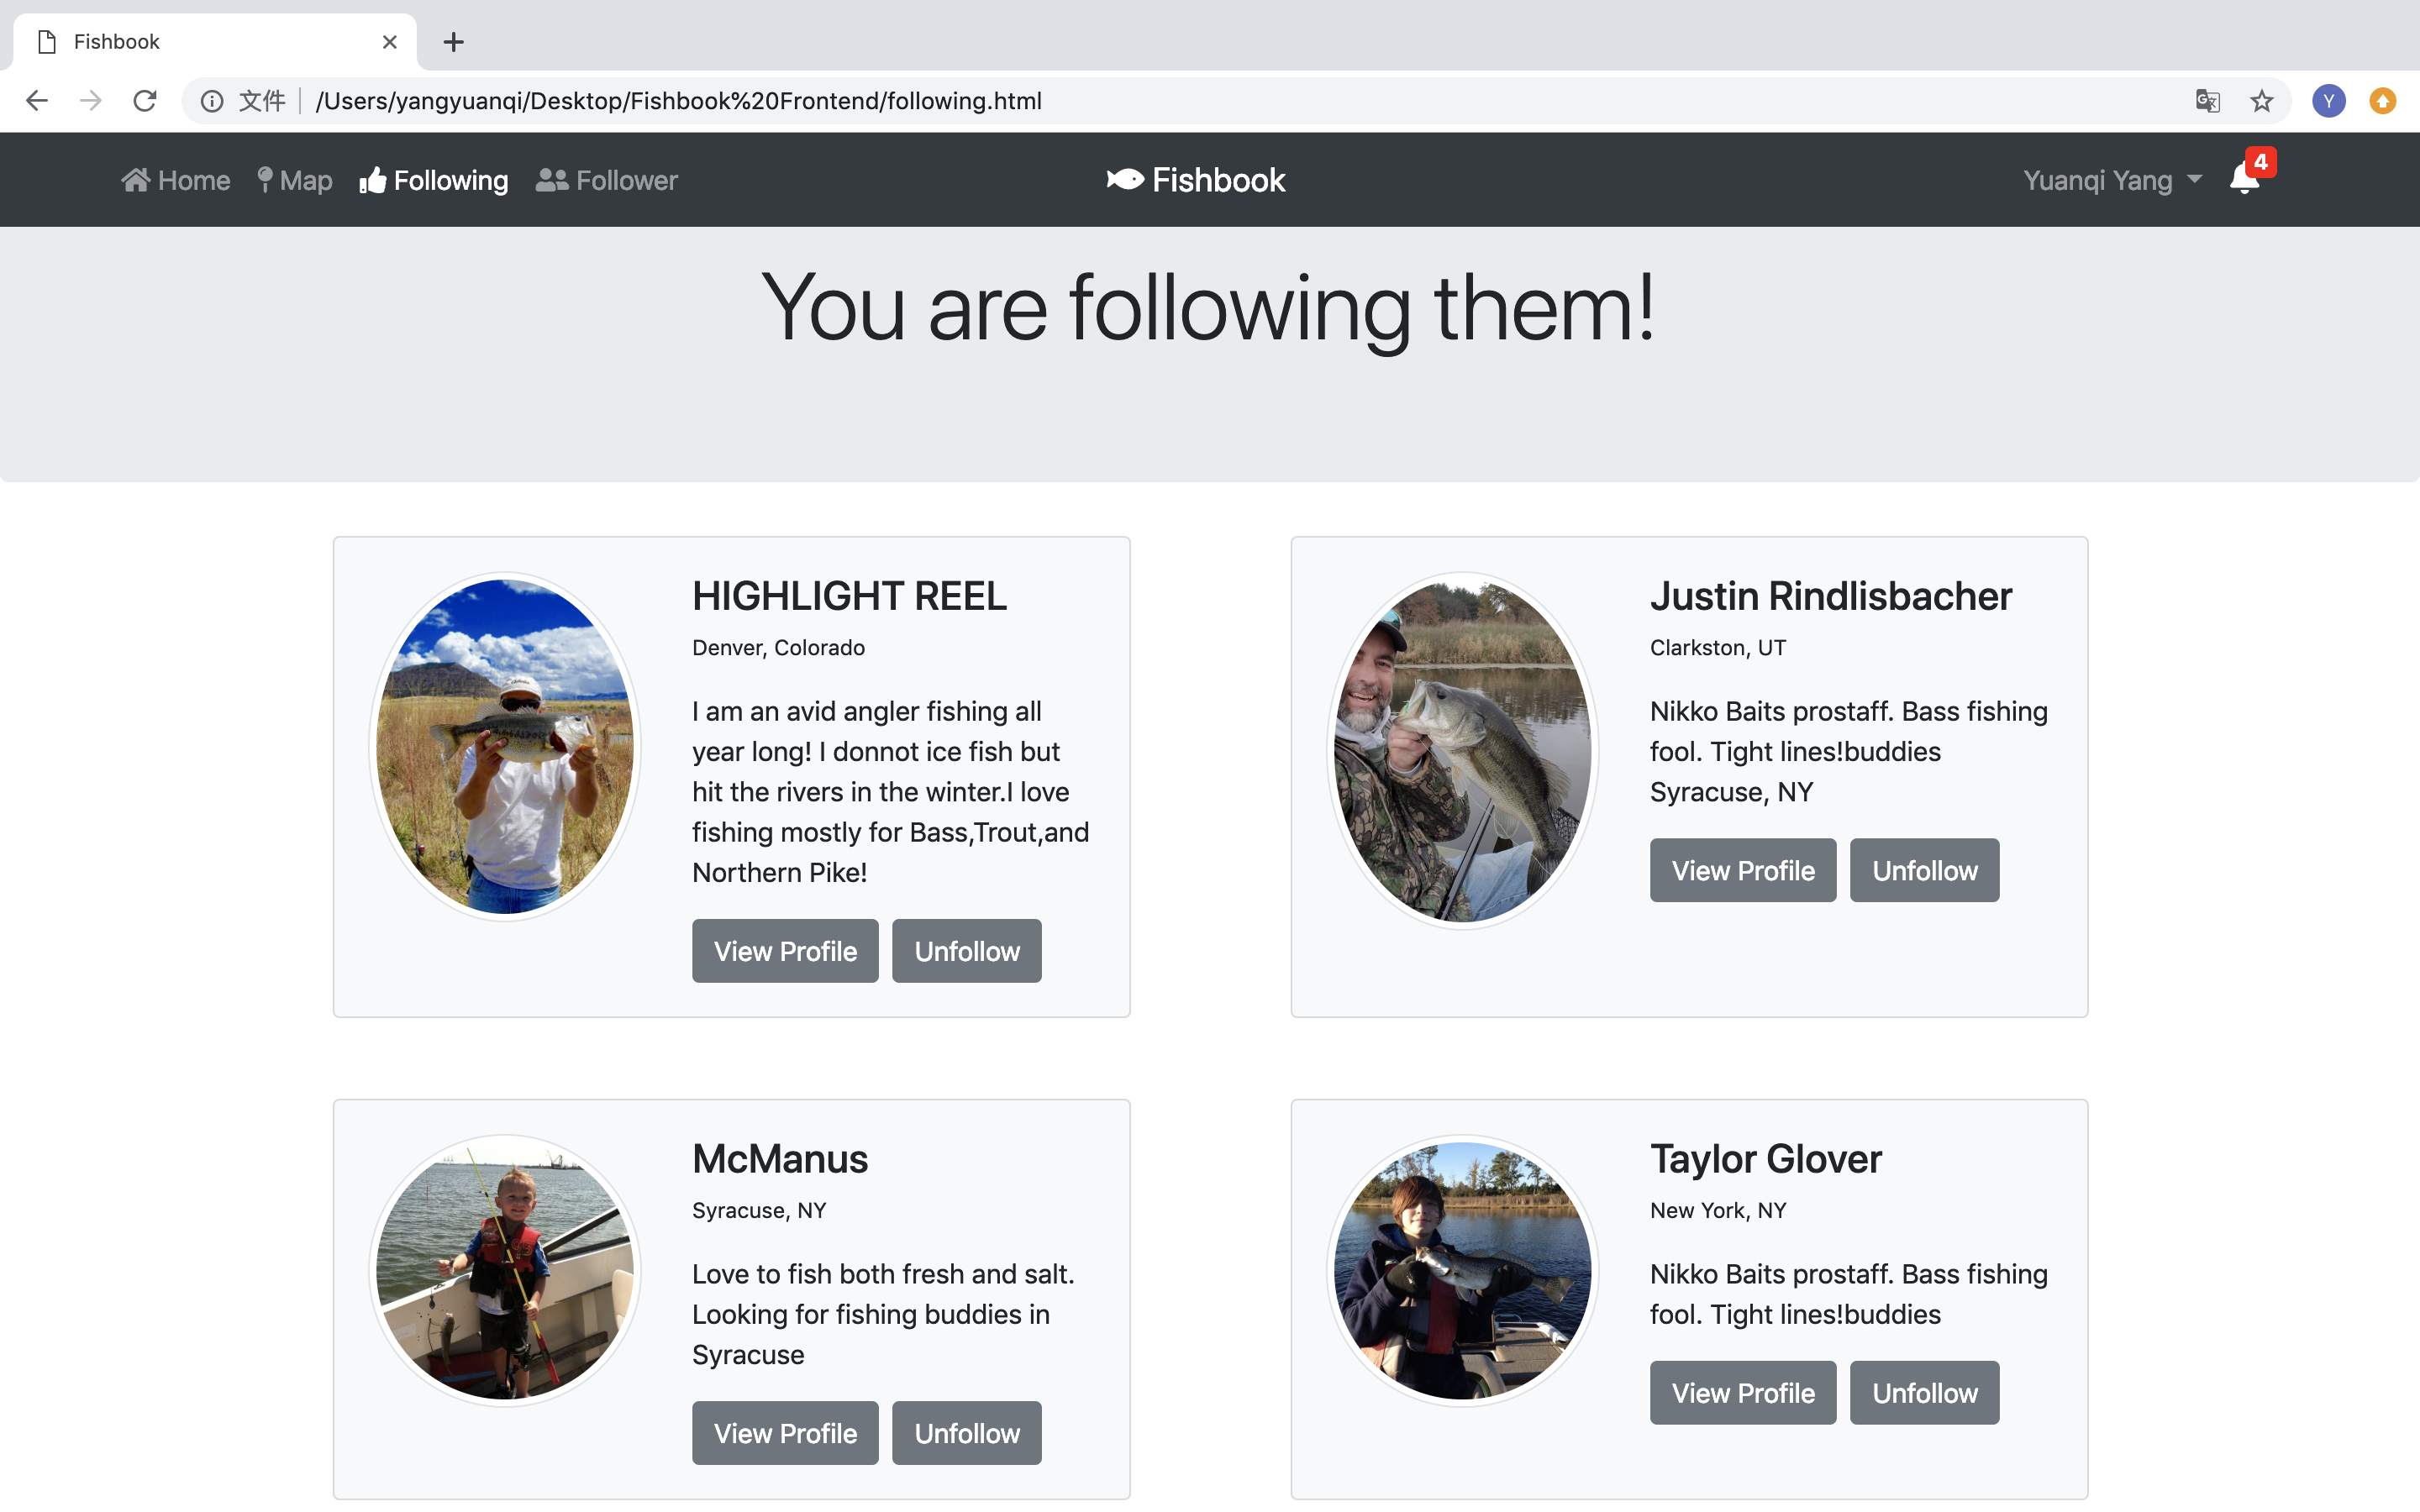 Fishbook
文件 /Users/yangyuanqi/Desktop/Fishbook%20Frontend/following.html
Y
Home Map Following Follower
Fishbook
Yuanqi Yang
4
You are following them!
HIGHLIGHT REEL
Denver, Colorado
I am an avid angler fishing all
year long! I donnot ice fish but
hit the rivers in the winter.I love
fishing mostly for Bass,Trout,and
Northern Pike!
View Profile Unfollow
Justin Rindlisbacher
Clarkston, UT
Nikko Baits prostaff. Bass fishing
fool. Tight lines!buddies
Syracuse, NY
View Profile Unfollow
McManus
Syracuse, NY
Love to fish both fresh and salt.
Looking for fishing buddies in
Syracuse
View Profile Unfollow
Taylor Glover
New York, NY
Nikko Baits prostaff. Bass fishing
fool. Tight lines!buddies
View Profile Unfollow